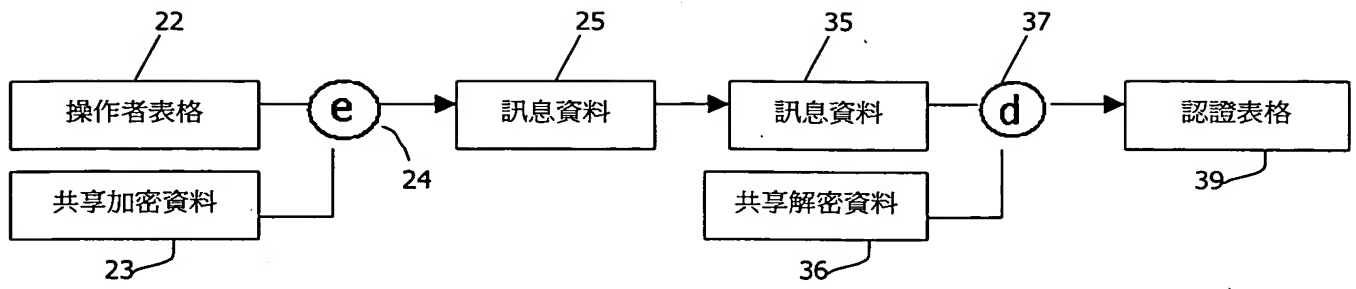 22
25
35
37
操作者表格
e
訊息資料
訊息資料
d
認證表格
24
39
共享加密資料
共享解密資料
23
36